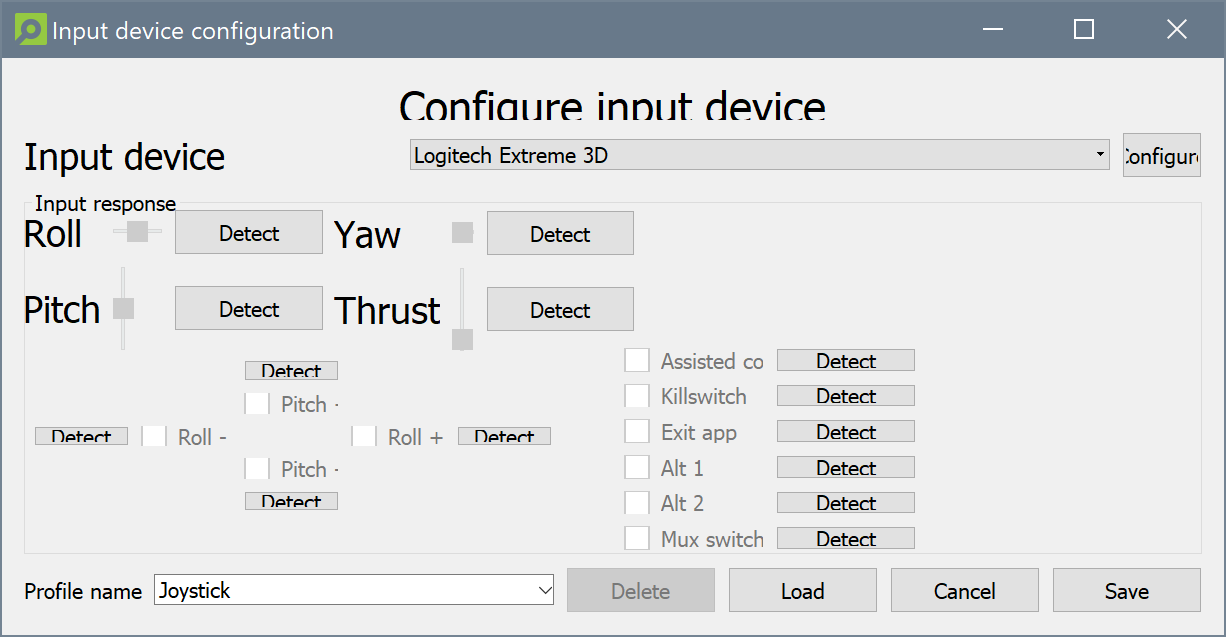 Input device configuration
Configure input device
Input device Logitech Extreme 3D Configure
Input response
Roll Detect Yaw Detect
Pitch Detect Thrust Detect
Detect
Pitch -
Detect Roll - Roll + Detect
Pitch -
Detect
Assisted co Detect
Killswitch Detect
Exit app Detect
Alt 1 Detect
Alt 2 Detect
Mux switch Detect
Profile name Joystick Delete Load Cancel Save